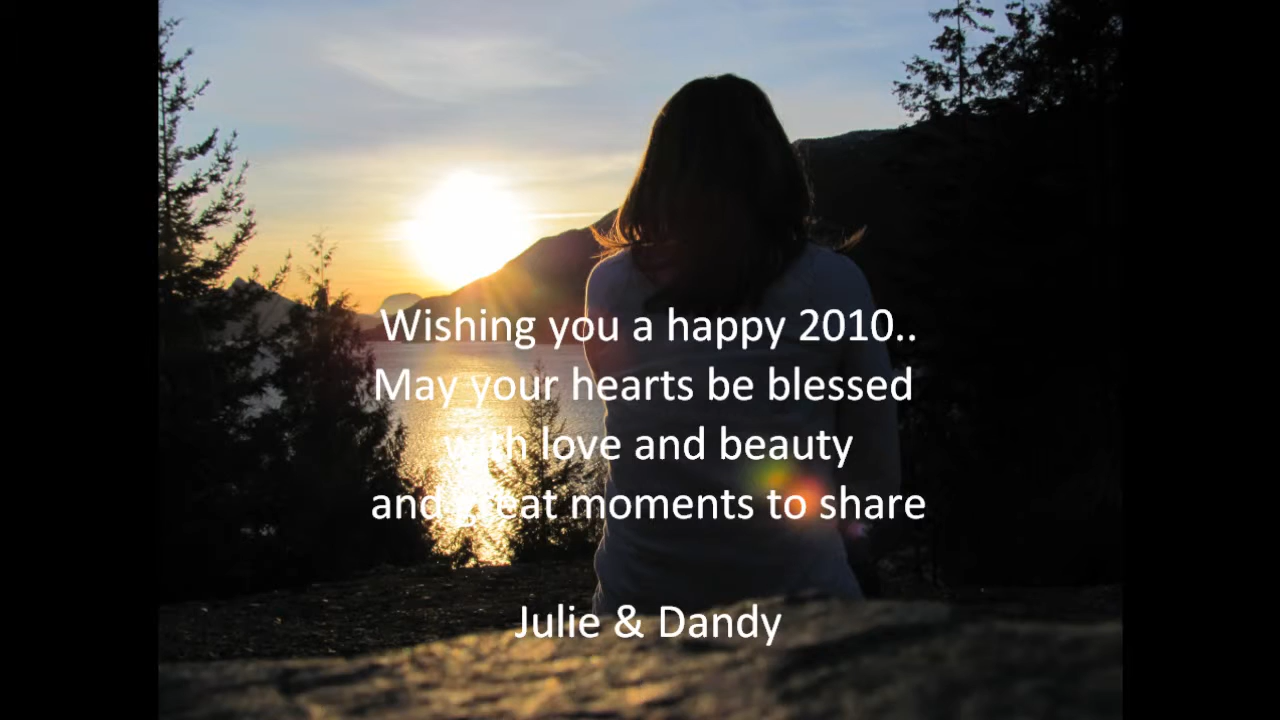 Wishing you a happy 2010..
May your hearts be blessed
with love and beauty
and great moments to share
Julie & Dandy